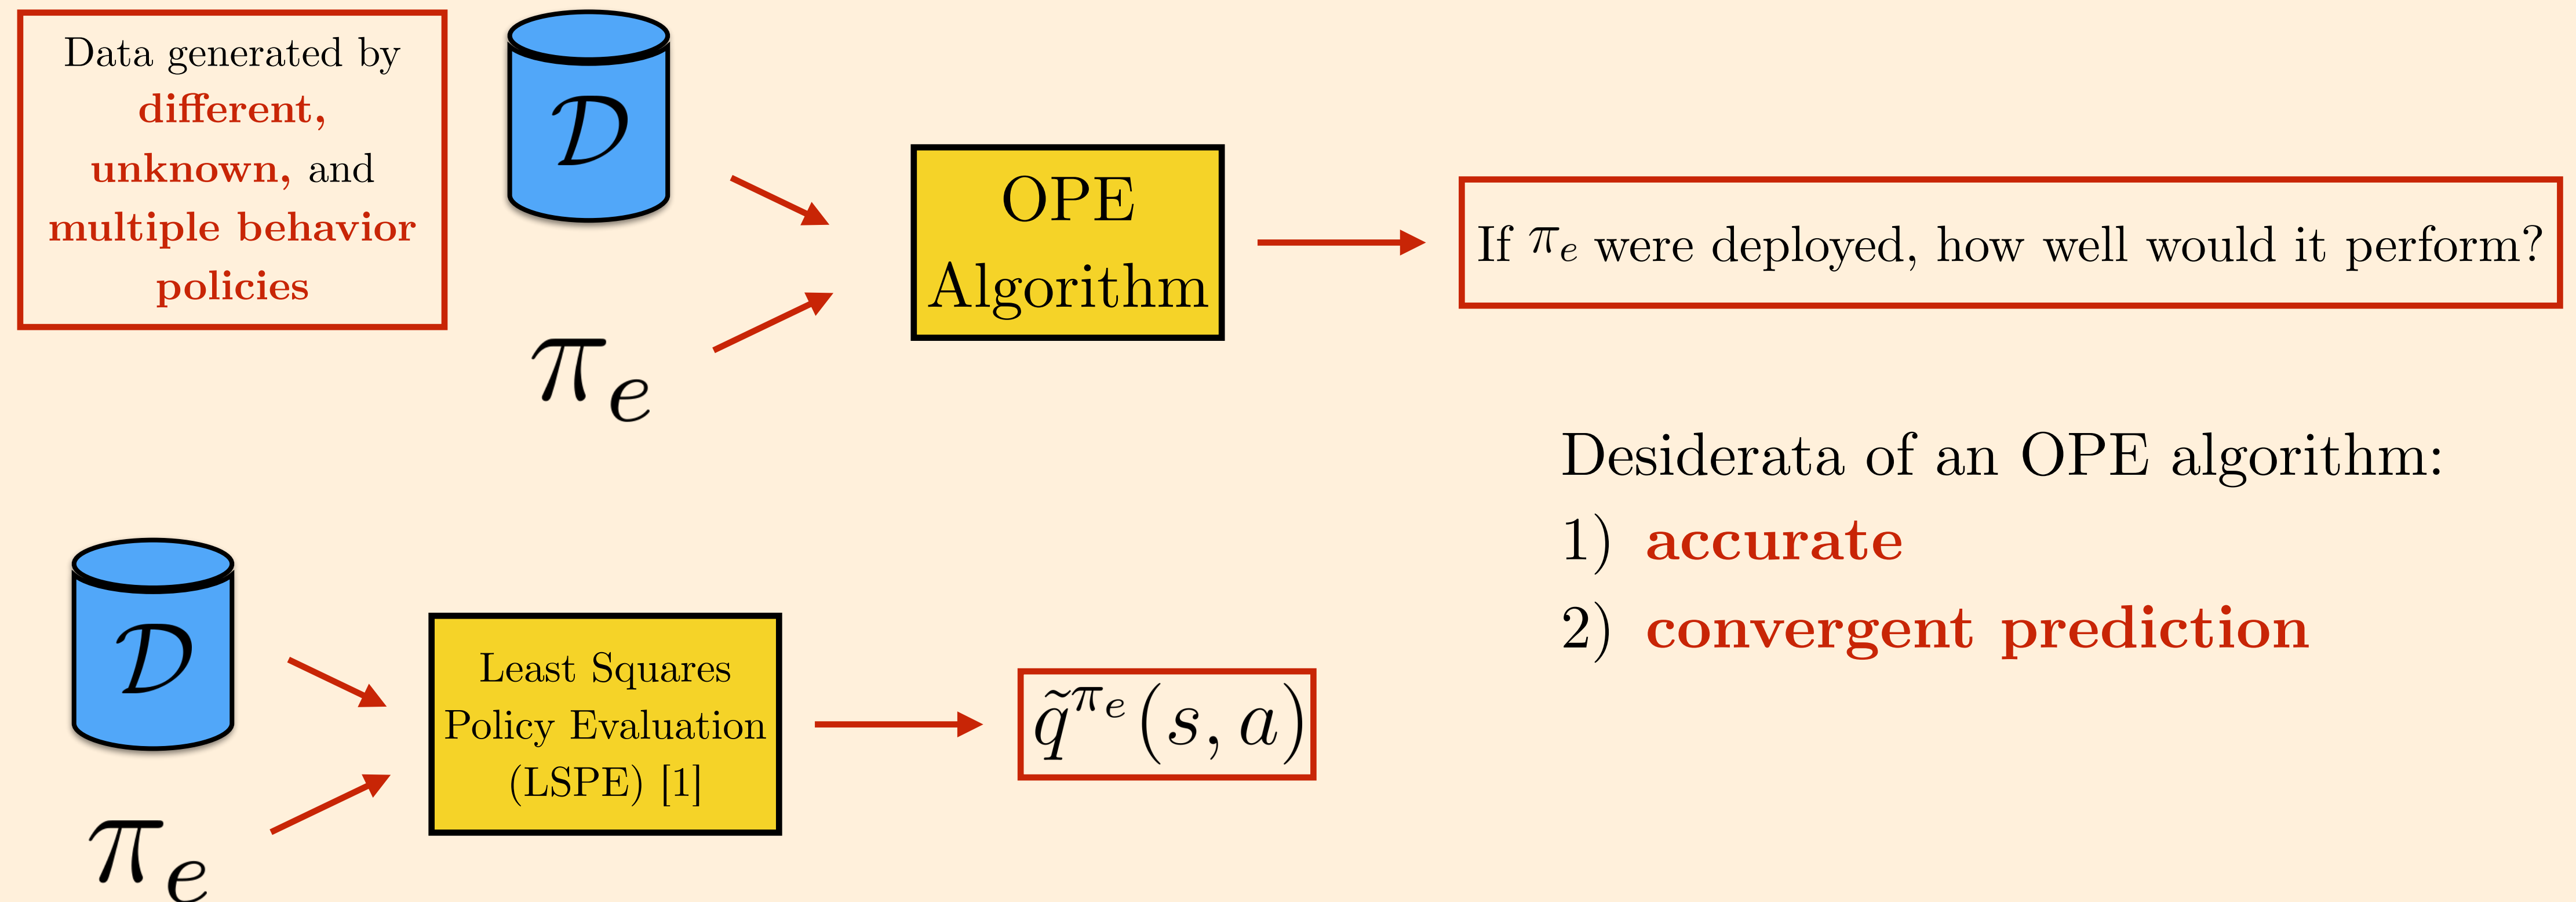 Data generated by
different,
unknown, and
multiple behavior
policies
𝒟
πₑ
OPE
Algorithm
If πₑ were deployed, how well would it perform?
Desiderata of an OPE algorithm:
1) accurate
2) convergent prediction
𝒟
πₑ
Least Squares
Policy Evaluation
(LSPE) [1]
q̃^{πₑ}(s, a)